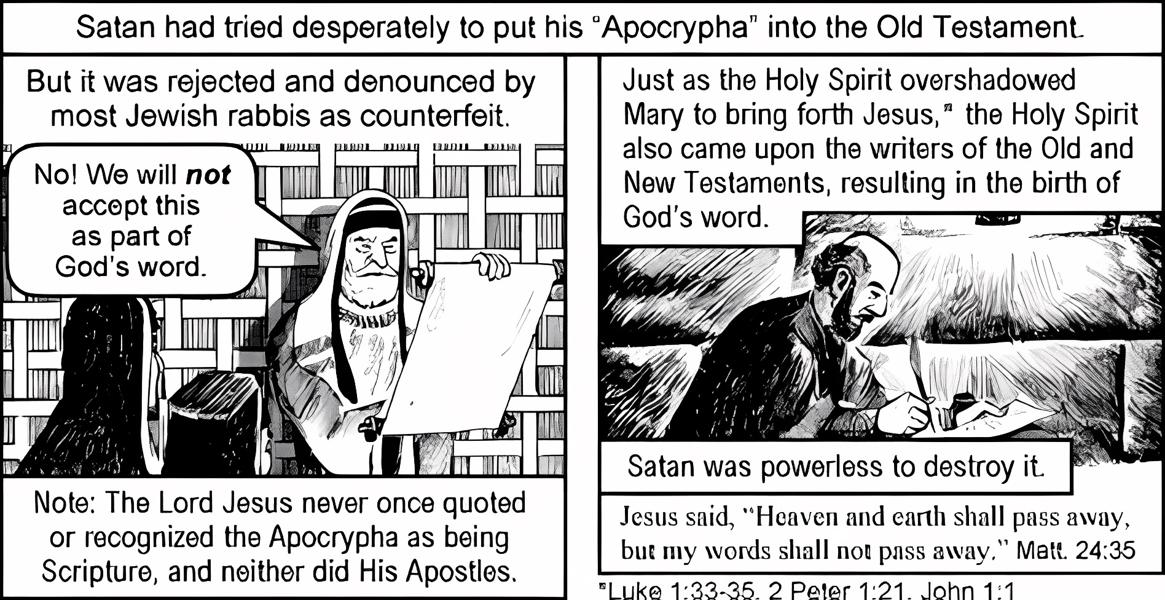 Satan had tried desperately to put his "Apocrypha" into the Old Testament.
But it was rejected and denounced by
most Jewish rabbis as counterfeit.
No! We will not
accept this
as part of
God's word.
Note: The Lord Jesus never once quoted
or recognized the Apocrypha as being
Scripture, and neither did His Apostles.
Just as the Holy Spirit overshadowed
Mary to bring forth Jesus,* the Holy Spirit
also came upon the writers of the Old and
New Testaments, resulting in the birth of
God's word.
Satan was powerless to destroy it.
Jesus said, "Heaven and earth shall pass away,
but my words shall not pass away." Matt. 24:35
*Luke 1:33-35, 2 Peter 1:21, John 1:1